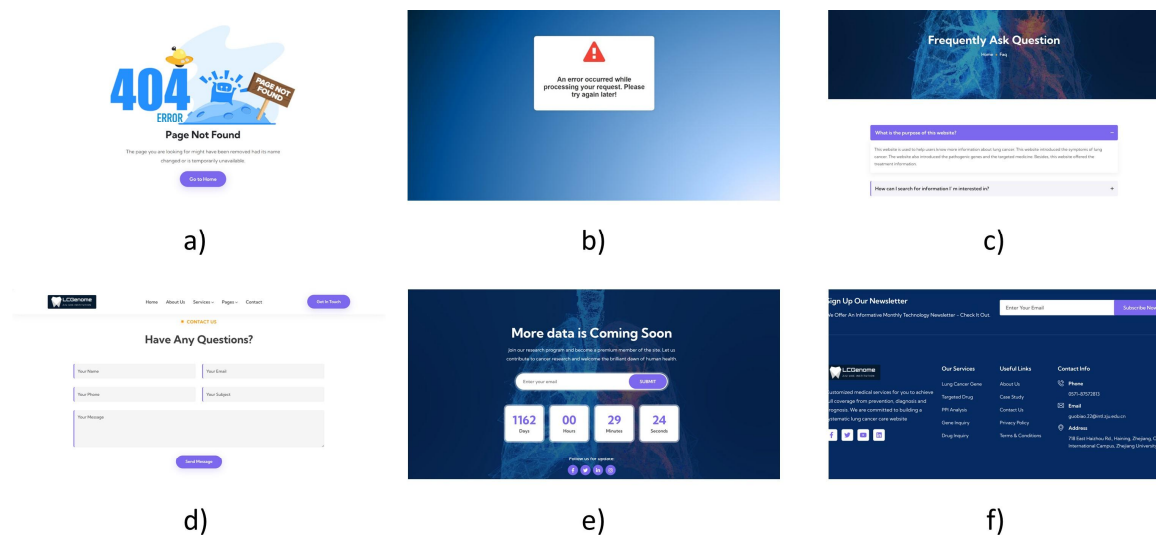 404
ERROR
PAGE NOT
FOUND
Page Not Found
The page you are looking for might have been removed had its name
changed or is temporarily unavailable.
Go to Home
a)
An error occurred while
processing your request. Please
try again later!
b)
Frequently Ask Question
Home Faq
What is the purpose of this website? −
This website is used to help users know more information about lung cancer. This website introduced the symptoms of lung
cancer. The website also introduced the pathogenic genes and the targeted medicine. Besides, this website offered the
treatment information.
How can I search for information I' m interested in? +
c)
LCGenome
Home About Us Services Pages Contact Get In Touch
CONTACT US
Have Any Questions?
Your Name Your Email
Your Phone Your Subject
Your Message
Send Message
d)
More data is Coming Soon
Join our research program and become a premium member of the site. Let us
contribute to cancer research and welcome the brilliant dawn of human health.
Enter your email SUBMIT
1162 00 29 24
Days Hours Minutes Seconds
Follow us for update:
e)
Sign Up Our Newsletter
We Offer An Informative Monthly Technology Newsletter - Check It Out.
Enter Your Email Subscribe Now
LCGenome
Customized medical services for you to achieve
full coverage from prevention, diagnosis and
prognosis. We are committed to building a
systematic lung cancer care website
Our Services
Lung Cancer Gene
Targeted Drug
PPI Analysis
Gene Inquiry
Drug Inquiry
Useful Links
About Us
Case Study
Contact Us
Privacy Policy
Terms & Conditions
Contact Info
Phone
0571-87572813
Email
guobiao.22@intl.zju.edu.cn
Address
718 East Haizhou Rd., Haining, Zhejiang,
International Campus, Zhejiang University
f)